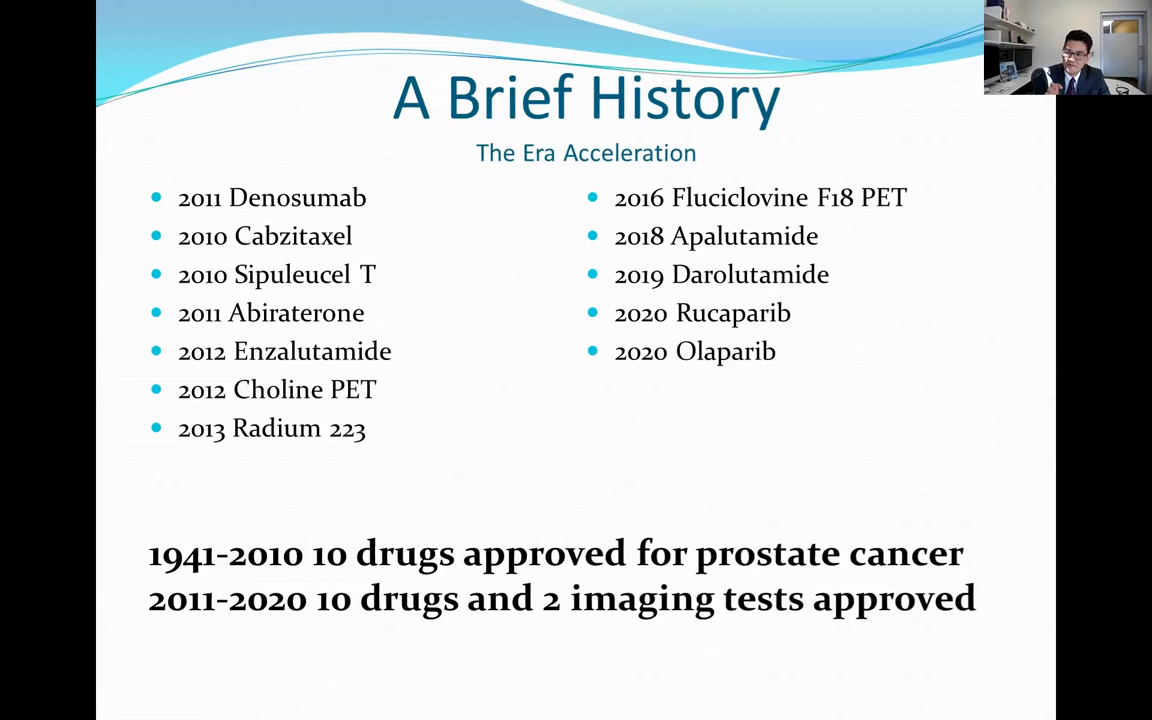 A Brief History
The Era Acceleration
2011 Denosumab
2010 Cabzitaxel
2010 Sipuleucel T
2011 Abiraterone
2012 Enzalutamide
2012 Choline PET
2013 Radium 223
2016 Fluciclovine F18 PET
2018 Apalutamide
2019 Darolutamide
2020 Rucaparib
2020 Olaparib
1941-2010 10 drugs approved for prostate cancer
2011-2020 10 drugs and 2 imaging tests approved